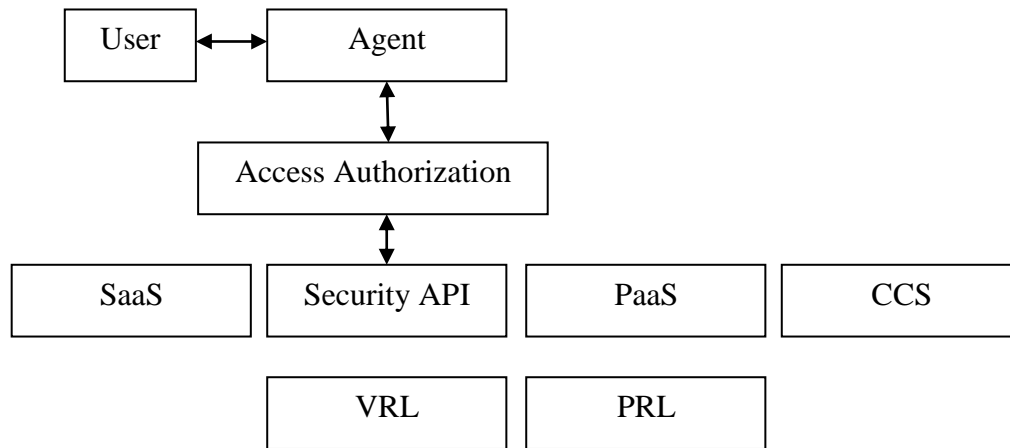 User
Agent
Access Authorization
SaaS
Security API
PaaS
CCS
VRL
PRL